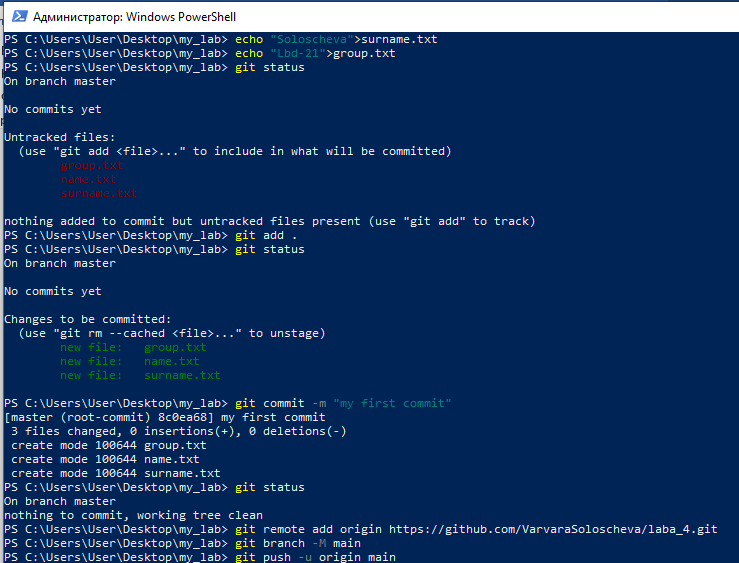 Администратор: Windows PowerShell
PS C:\Users\User\Desktop\my_lab> echo "Soloscheva">surname.txt
PS C:\Users\User\Desktop\my_lab> echo "Lbd-21">group.txt
PS C:\Users\User\Desktop\my_lab> git status
On branch master
No commits yet
Untracked files:
  (use "git add <file>..." to include in what will be committed)
        group.txt
        name.txt
        surname.txt
nothing added to commit but untracked files present (use "git add" to track)
PS C:\Users\User\Desktop\my_lab> git add .
PS C:\Users\User\Desktop\my_lab> git status
On branch master
No commits yet
Changes to be committed:
  (use "git rm --cached <file>..." to unstage)
        new file:   group.txt
        new file:   name.txt
        new file:   surname.txt
PS C:\Users\User\Desktop\my_lab> git commit -m "my first commit"
[master (root-commit) 8c0ea68] my first commit
 3 files changed, 0 insertions(+), 0 deletions(-)
 create mode 100644 group.txt
 create mode 100644 name.txt
 create mode 100644 surname.txt
PS C:\Users\User\Desktop\my_lab> git status
On branch master
nothing to commit, working tree clean
PS C:\Users\User\Desktop\my_lab> git remote add origin https://github.com/VarvaraSoloscheva/laba_4.git
PS C:\Users\User\Desktop\my_lab> git branch -M main
PS C:\Users\User\Desktop\my_lab> git push -u origin main